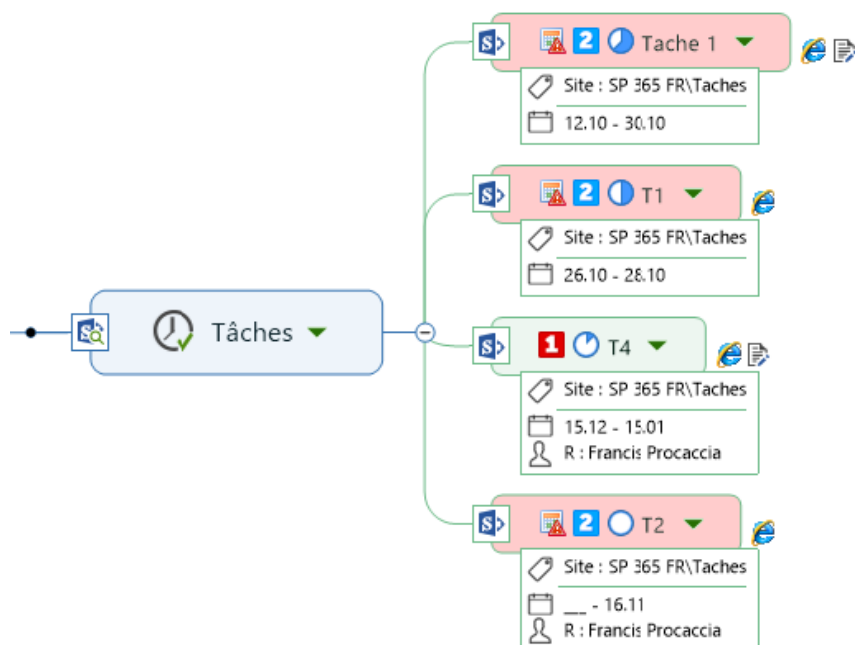 2 Tache 1
Site : SP 365 FR\Taches
12.10 - 30.10
2 T1
Site : SP 365 FR\Taches
26.10 - 28.10
Tâches
1 T4
Site : SP 365 FR\Taches
15.12 - 15.01
R : Francis Procaccia
2 T2
Site : SP 365 FR\Taches
__ - 16.11
R : Francis Procaccia